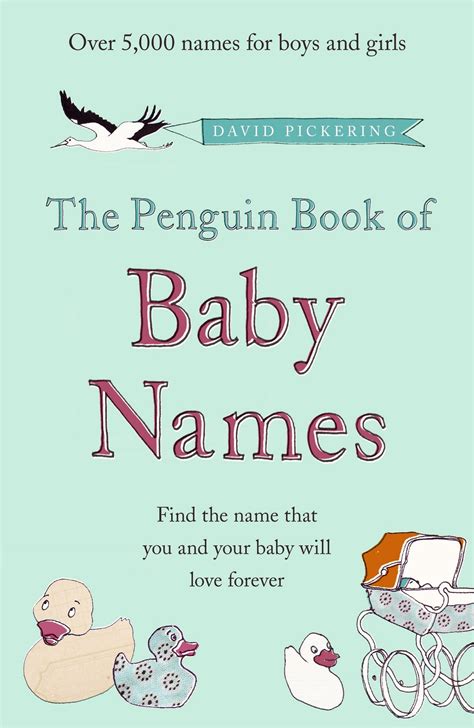 Over 5,000 names for boys and girls
DAVID PICKERING
The Penguin Book of
Baby
Names
Find the name that
you and your baby will
love forever